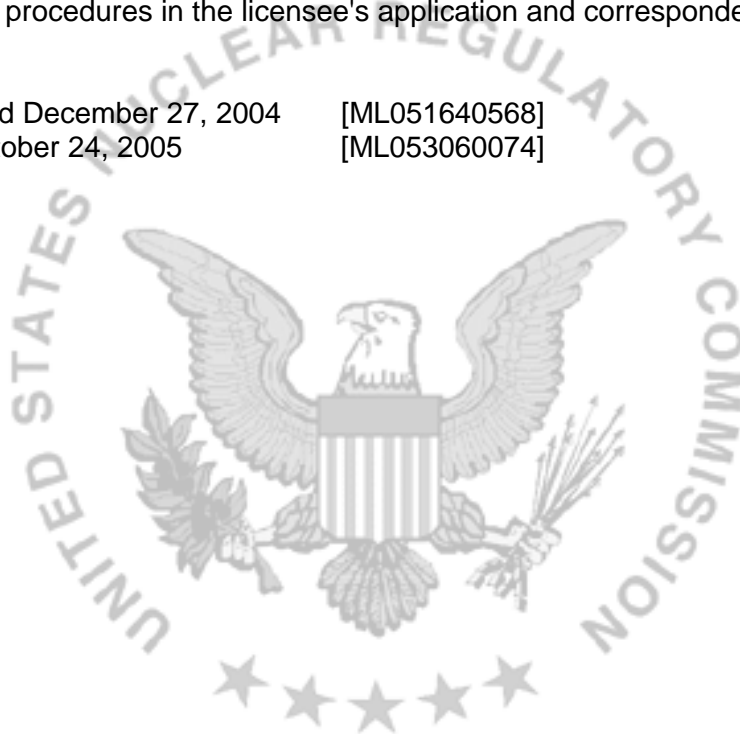 procedures in the licensee's application and corresponde
d December 27, 2004 [ML051640568]
ober 24, 2005 [ML053060074]
UNITED STATES NUCLEAR REGULATORY COMMISSION